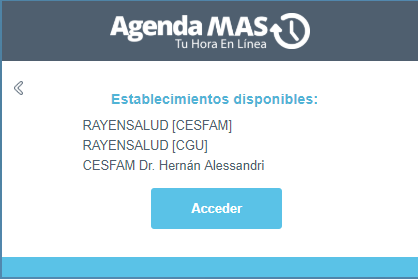 Agenda MAS
Tu Hora En Línea
Establecimientos disponibles:
RAYENSALUD [CESFAM]
RAYENSALUD [CGU]
CESFAM Dr. Hernán Alessandri
Acceder